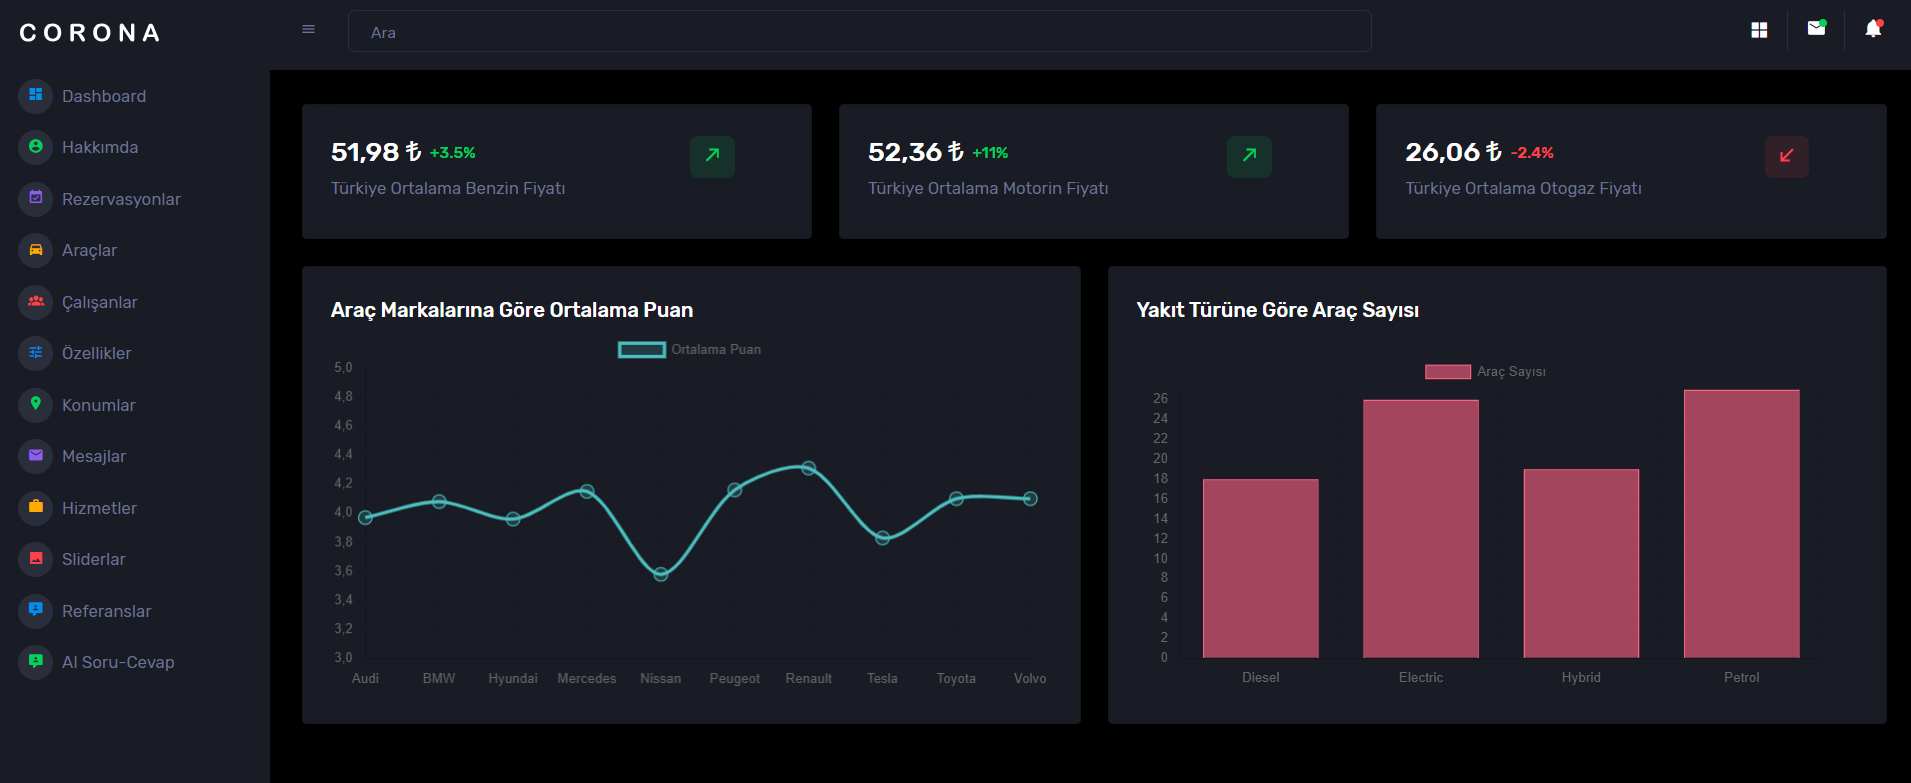 CORONA
Ara
Dashboard
Hakkımda
Rezervasyonlar
Araçlar
Çalışanlar
Özellikler
Konumlar
Mesajlar
Hizmetler
Sliderlar
Referanslar
AI Soru-Cevap
51,98 ₺ +3.5%
Türkiye Ortalama Benzin Fiyatı
52,36 ₺ +11%
Türkiye Ortalama Motorin Fiyatı
26,06 ₺ -2.4%
Türkiye Ortalama Otogaz Fiyatı
Araç Markalarına Göre Ortalama Puan
Ortalama Puan
5,0
4,8
4,6
4,4
4,2
4,0
3,8
3,6
3,4
3,2
3,0
Audi BMW Hyundai Mercedes Nissan Peugeot Renault Tesla Toyota Volvo
Yakıt Türüne Göre Araç Sayısı
Araç Sayısı
26
24
22
20
18
16
14
12
10
8
6
4
2
0
Diesel Electric Hybrid Petrol